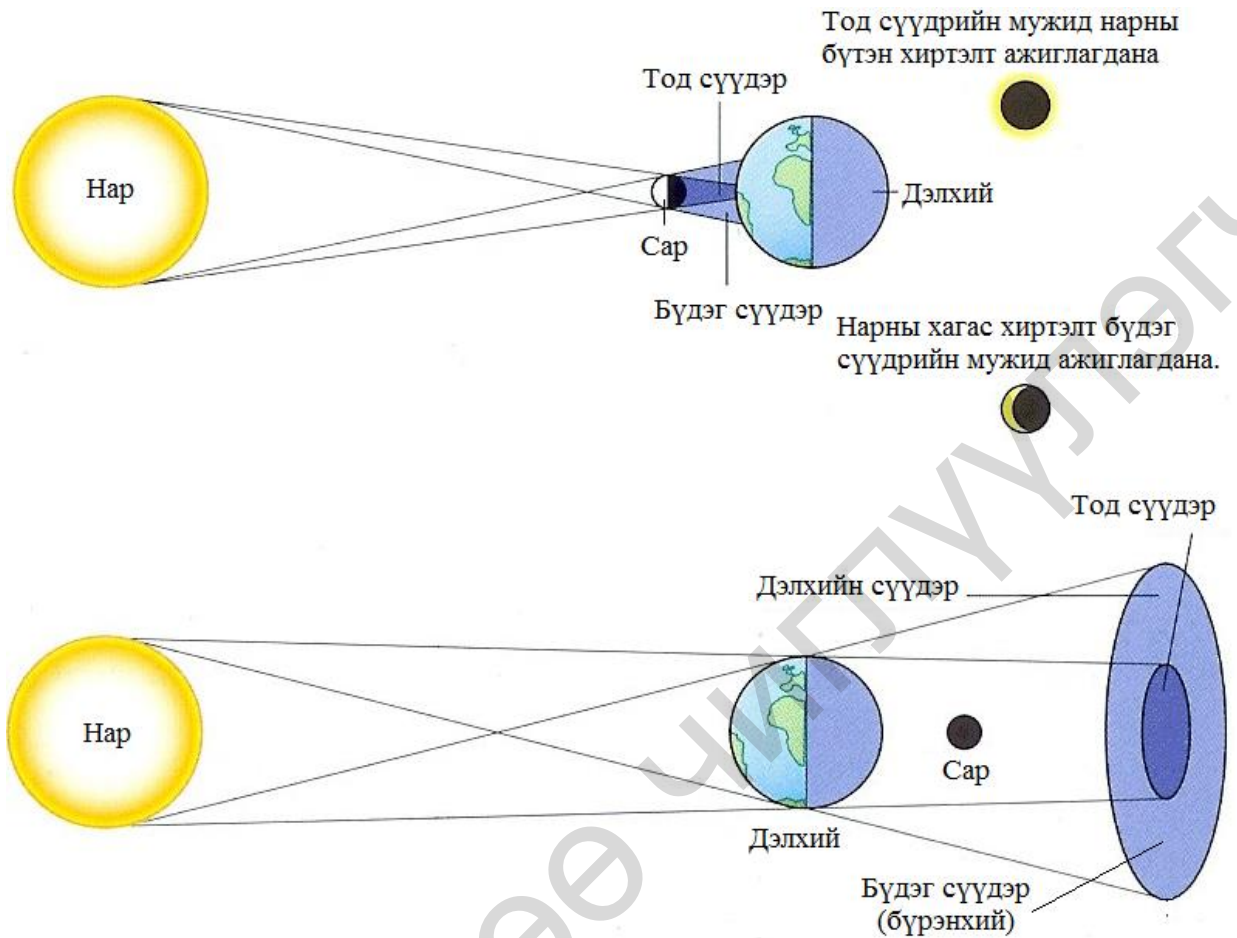 Тод сүүдрийн мужид нарны
бүтэн хиртэлт ажиглагдана
Тод сүүдэр
Нар
Дэлхий
Сар
Бүдэг сүүдэр
Нарны хагас хиртэлт бүдэг
сүүдрийн мужид ажиглагдана.
Тод сүүдэр
Дэлхийн сүүдэр
Нар
Сар
Дэлхий
Бүдэг сүүдэр
(бүрэнхий)